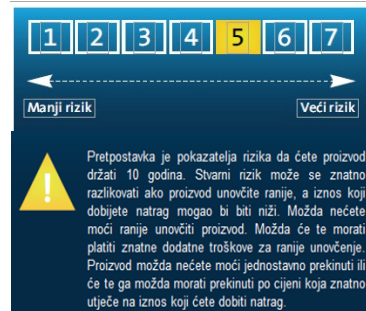 1 2 3 4 5 6 7
Manji rizik Veći rizik
Pretpostavka je pokazatelja rizika da ćete proizvod
držati 10 godina. Stvarni rizik može se znatno
razlikovati ako proizvod unovčite ranije, a iznos koji
dobijete natrag mogao bi biti niži. Možda nećete
moći ranije unovčiti proizvod. Možda će te morati
platiti znatne dodatne troškove za ranije unovčenje.
Proizvod možda nećete moći jednostavno prekinuti ili
će te ga možda morati prekinuti po cijeni koja znatno
utječe na iznos koji ćete dobiti natrag.